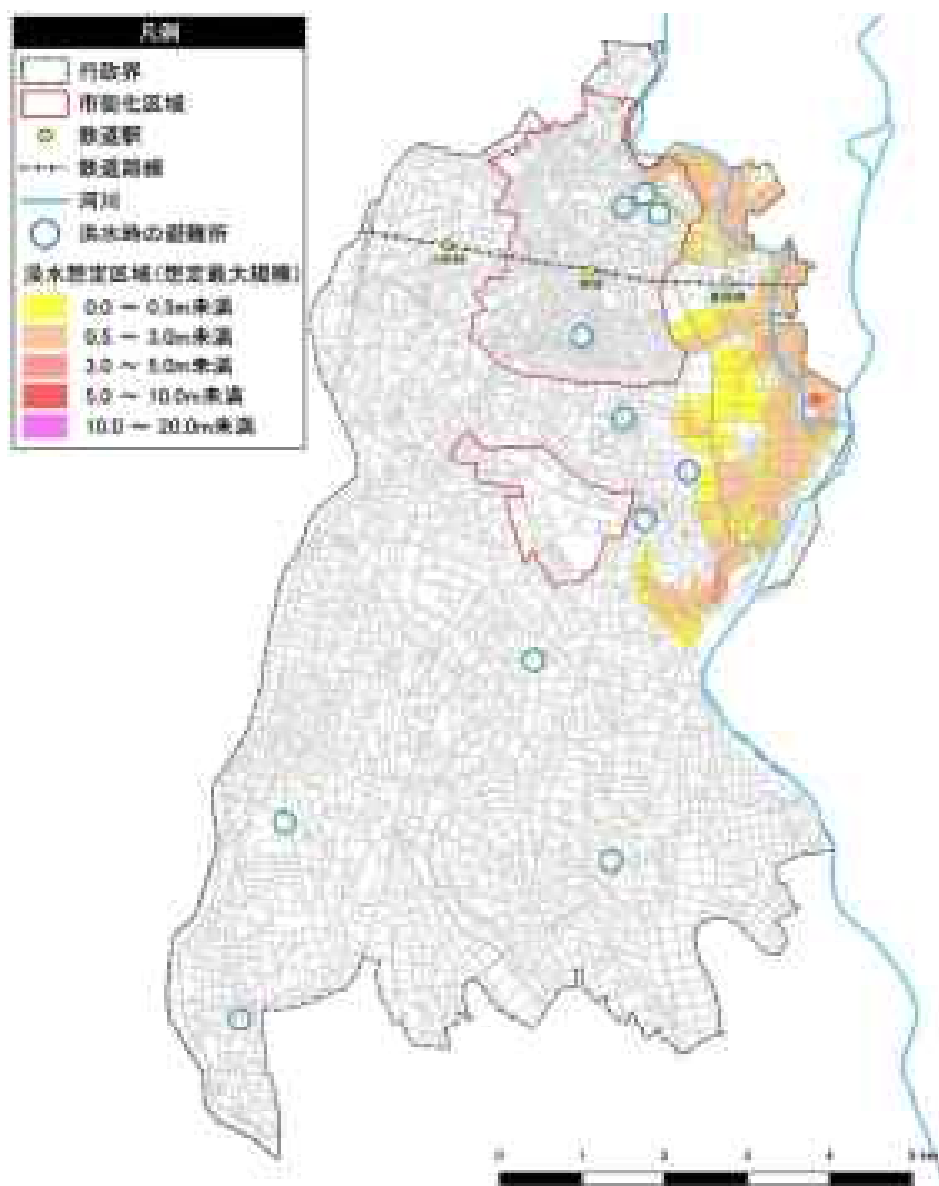 凡例
行政界
市街化区域
鉄道駅
鉄道路線
河川
洪水時の避難所
浸水想定区域(想定最大規模)
0.0 ~ 0.5m未満
0.5 ~ 3.0m未満
3.0 ~ 5.0m未満
5.0 ~ 10.0m未満
10.0 ~ 20.0m未満
0 1 2 3 4 5 km